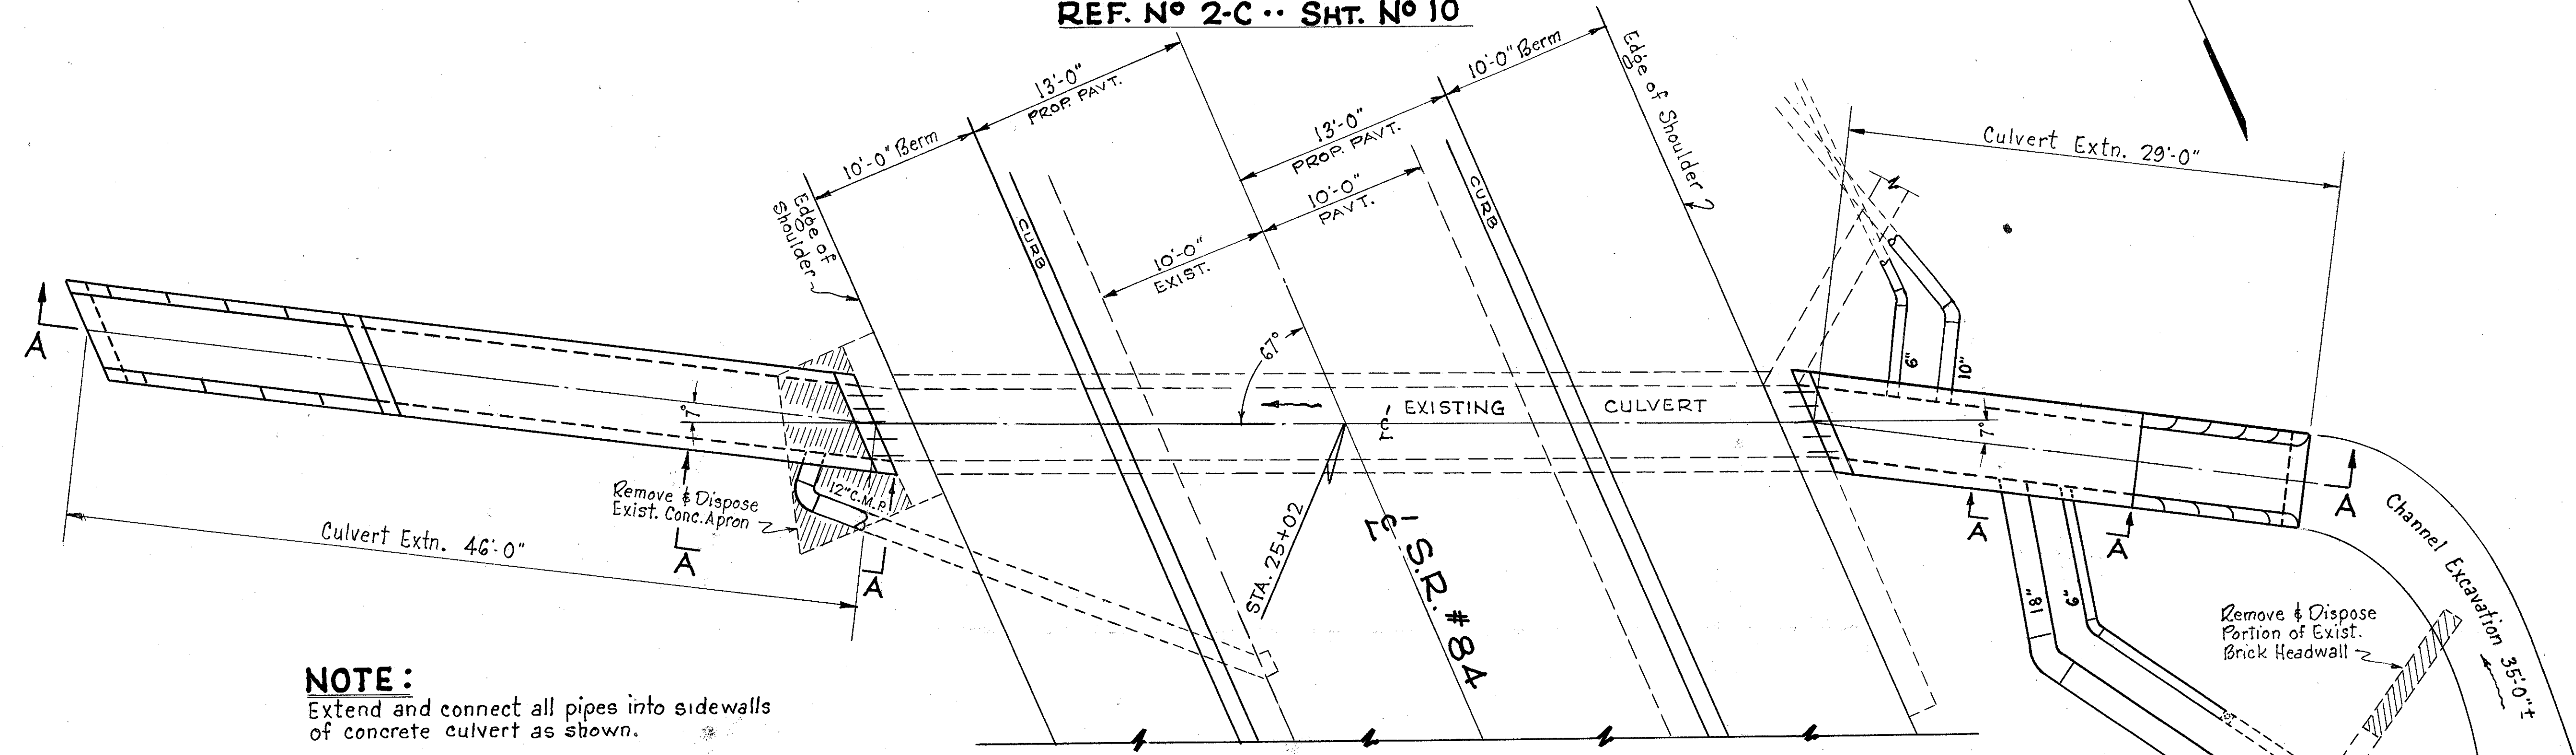 REF. Nº 2-C ·· SHT. Nº 10
13'-0"
PROP. PAVT.
10'-0" Berm
10'-0" Berm
13'-0"
PROP. PAVT.
10'-0"
PAVT.
10'-0"
EXIST.
Edge of
Shoulder
Edge of Shoulder
CURB
CURB
Culvert Extn. 29'-0"
6"
10"
67°
EXISTING CULVERT
℄
7°
7°
A
A
A
A
A
A
12" C.M.P.
Remove & Dispose
Exist. Conc. Apron
Culvert Extn. 46'-0"
STA. 25+02
℄ S.R. #84
18"
6"
Channel Excavation 35'-0"±
Remove & Dispose
Portion of Exist.
Brick Headwall
NOTE:
Extend and connect all pipes into sidewalls
of concrete culvert as shown.